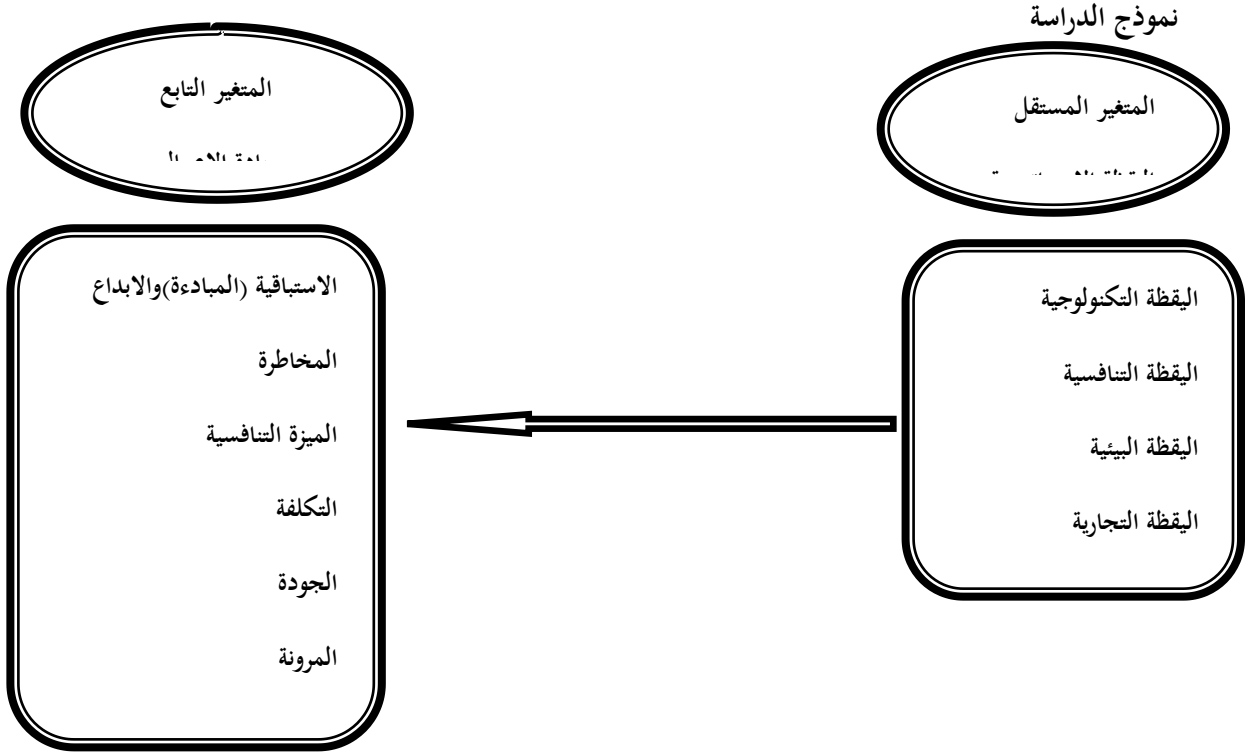 نموذج الدراسة
المتغير المستقل
المتغير التابع
اليقظة التكنولوجية
اليقظة التنافسية
اليقظة البيئية
اليقظة التجارية
الاستباقية (المبادءة)والابداع
المخاطرة
الميزة التنافسية
التكلفة
الجودة
المرونة